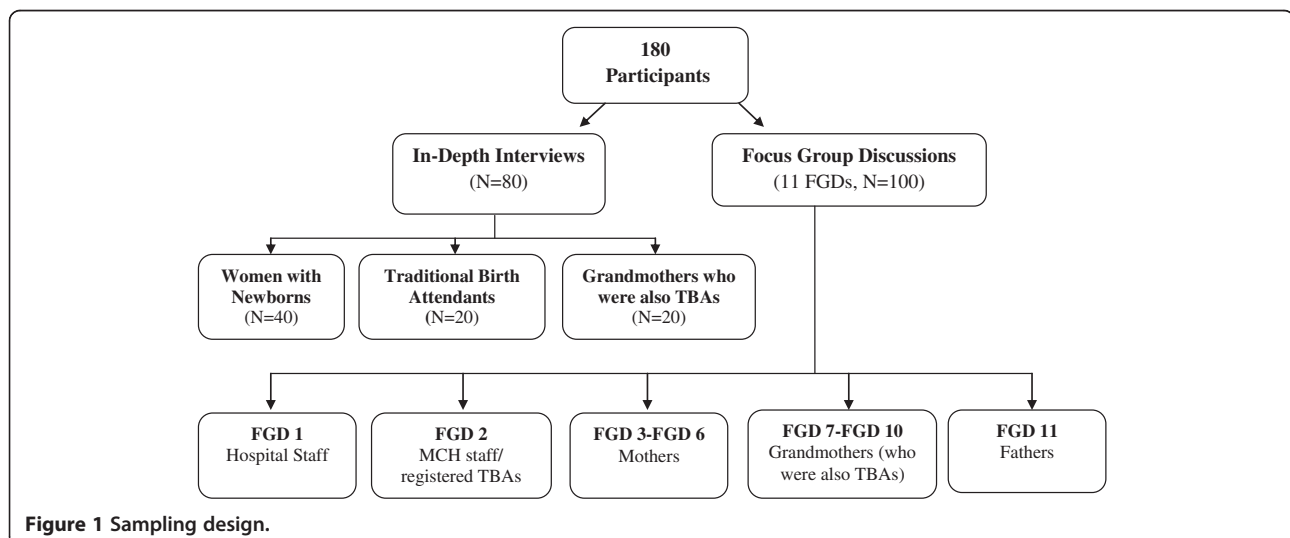 180
Participants
In-Depth Interviews
(N=80)
Focus Group Discussions
(11 FGDs, N=100)
Women with
Newborns
(N=40)
Traditional Birth
Attendants
(N=20)
Grandmothers who
were also TBAs
(N=20)
FGD 1
Hospital Staff
FGD 2
MCH staff/
registered TBAs
FGD 3-FGD 6
Mothers
FGD 7-FGD 10
Grandmothers (who
were also TBAs)
FGD 11
Fathers
Figure 1 Sampling design.